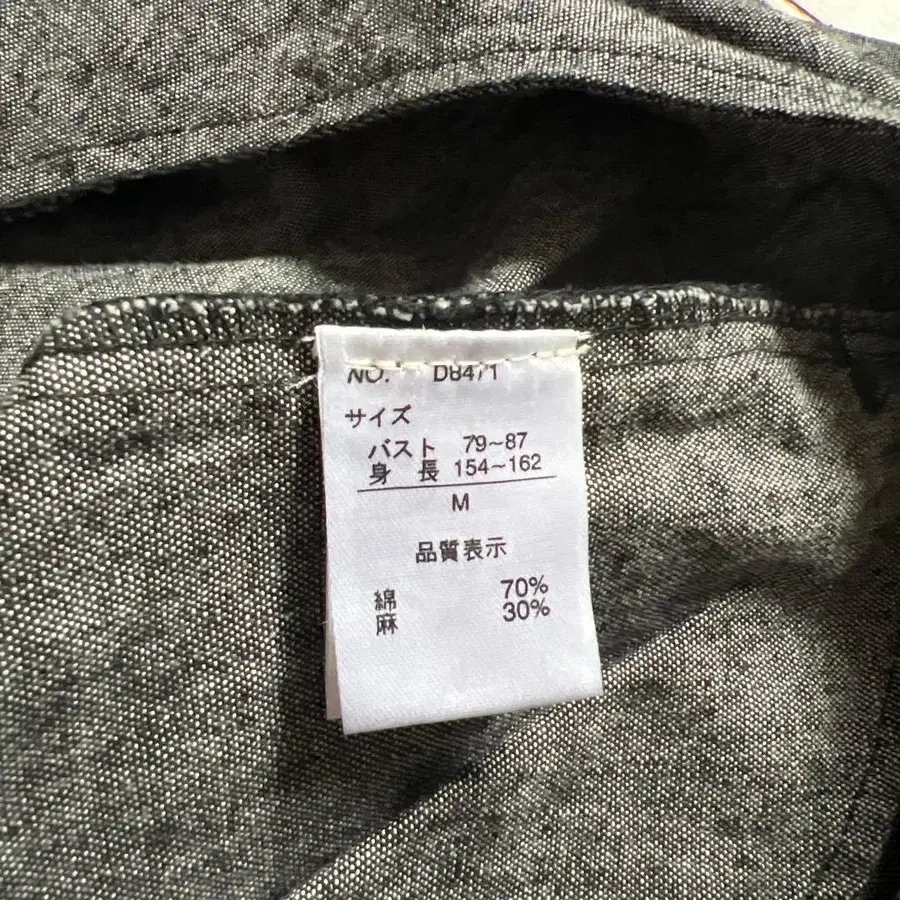 NO. D8471
サイズ
バスト 79~87
身 長 154~162
M
品質表示
綿 70%
麻 30%